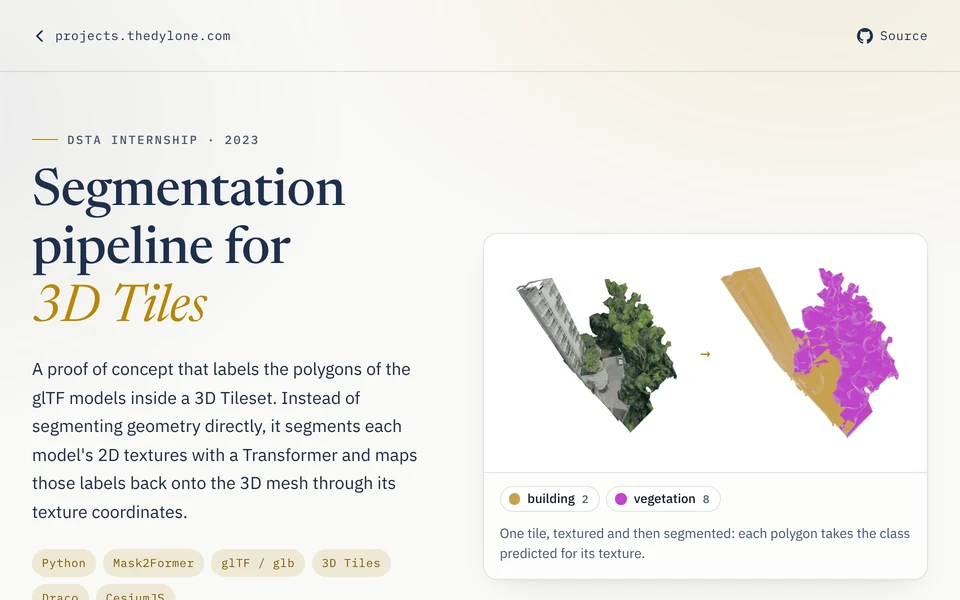 projects.thedylone.com
Source
DSTA INTERNSHIP · 2023
Segmentation
pipeline for
3D Tiles
A proof of concept that labels the polygons of the
glTF models inside a 3D Tileset. Instead of
segmenting geometry directly, it segments each
model's 2D textures with a Transformer and maps
those labels back onto the 3D mesh through its
texture coordinates.
Python Mask2Former glTF / glb 3D Tiles
Draco CesiumJS
→
building 2 vegetation 8
One tile, textured and then segmented: each polygon takes the class
predicted for its texture.